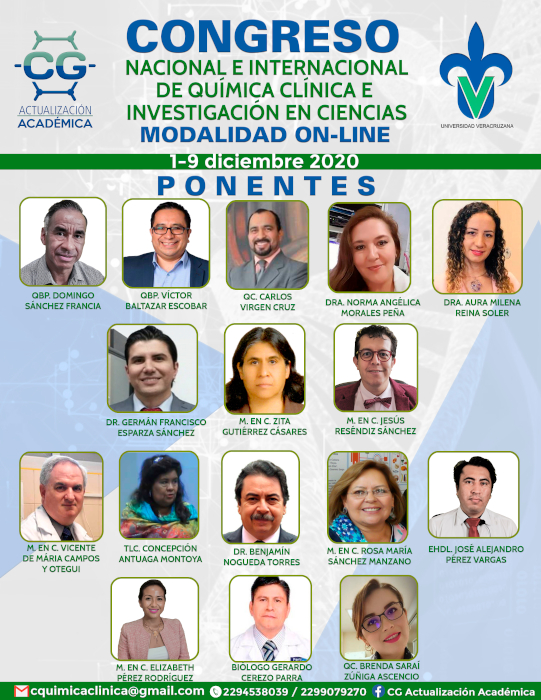 CG
ACTUALIZACIÓN
ACADÉMICA
CONGRESO
NACIONAL E INTERNACIONAL
DE QUÍMICA CLÍNICA E
INVESTIGACIÓN EN CIENCIAS
MODALIDAD ON-LINE
UNIVERSIDAD VERACRUZANA
1-9 diciembre 2020
PONENTES
QBP. DOMINGO
SÁNCHEZ FRANCIA
QBP. VÍCTOR
BALTAZAR ESCOBAR
QC. CARLOS
VIRGEN CRUZ
DRA. NORMA ANGÉLICA
MORALES PEÑA
DRA. AURA MILENA
REINA SOLER
DR. GERMÁN FRANCISCO
ESPARZA SÁNCHEZ
M. EN C. ZITA
GUTIÉRREZ CÁSARES
M. EN C. JESÚS
RESÉNDIZ SÁNCHEZ
M. EN C. VICENTE
DE MÁRIA CAMPOS
Y OTEGUI
TLC. CONCEPCIÓN
ANTUAGA MONTOYA
DR. BENJAMÍN
NOGUEDA TORRES
M. EN C. ROSA MARÍA
SÁNCHEZ MANZANO
EHDL. JOSÉ ALEJANDRO
PÉREZ VARGAS
M. EN C. ELIZABETH
PÉREZ RODRÍGUEZ
BIÓLOGO GERARDO
CEREZO PARRA
QC. BRENDA SARAÍ
ZÚÑIGA ASCENCIO
cquimicaclinica@gmail.com 2294538039 / 2299079270 CG Actualización Académica